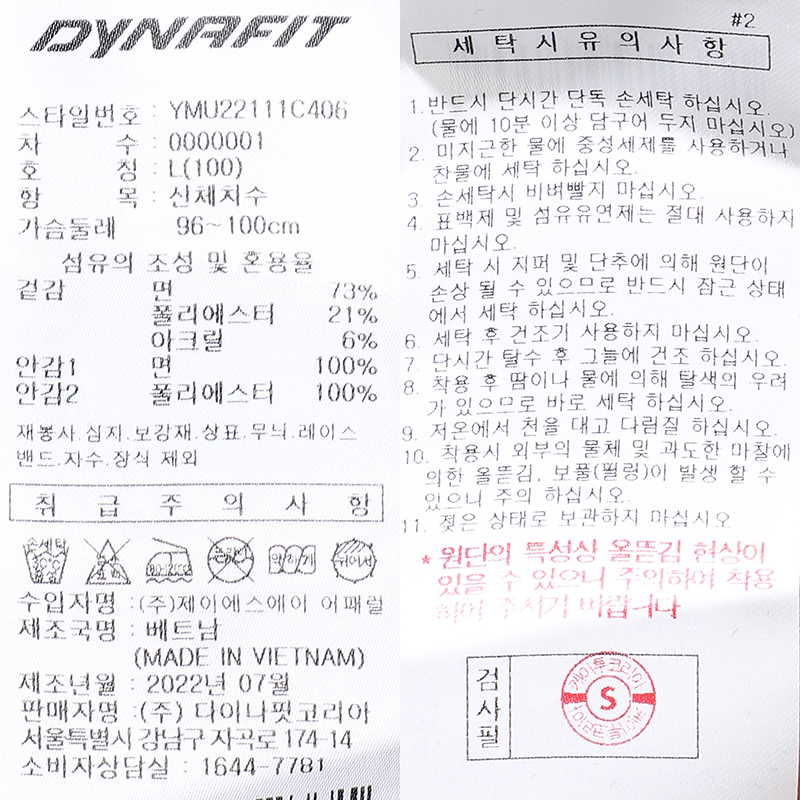 DYNAFIT
스타일번호 : YMU22111C406
차 수 : 0000001
호 칭 : L(100)
항 목 : 신체치수
가슴둘레 96~100cm
섬유의 조성 및 혼용율
겉감 면 73%
폴리에스터 21%
아크릴 6%
안감1 면 100%
안감2 폴리에스터 100%
재봉사.심지.보강재.상표.무늬.레이스
밴드.자수.장식 제외
취 급 주 의 사 항
손세탁
약하게
뉘어서
수입자명 : (주)제이에스에이 어패럴
제조국명 : 베트남
(MADE IN VIETNAM)
제조년월 : 2022년 07월
판매자명 : (주) 다이나핏코리아
서울특별시 강남구 자곡로 174-14
소비자상담실 : 1644-7781
#2
세 탁 시 유 의 사 항
1. 반드시 단시간 단독 손세탁 하십시오.
(물에 10분 이상 담구어 두지 마십시오)
2. 미지근한 물에 중성세제를 사용하거나
찬물에 세탁 하십시오.
3. 손세탁시 비벼빨지 마십시오.
4. 표백제 및 섬유유연제는 절대 사용하지
마십시오.
5. 세탁 시 지퍼 및 단추에 의해 원단이
손상 될 수 있으므로 반드시 잠근 상태
에서 세탁 하십시오.
6. 세탁 후 건조기 사용하지 마십시오.
7. 단시간 탈수 후 그늘에 건조 하십시오.
8. 착용 후 땀이나 물에 의해 탈색의 우려
가 있으므로 바로 세탁 하십시오.
9. 저온에서 천을 대고 다림질 하십시오.
10. 착용시 외부의 물체 및 과도한 마찰에
의한 올뜯김, 보풀(필링)이 발생 할 수
있으니 주의 하십시오.
11. 젖은 상태로 보관하지 마십시오.
* 원단의 특성상 올뜯김 현상이
있을 수 있으니 주의하여 착용
하여 주시기 바랍니다
검사필
케이투코리아
S